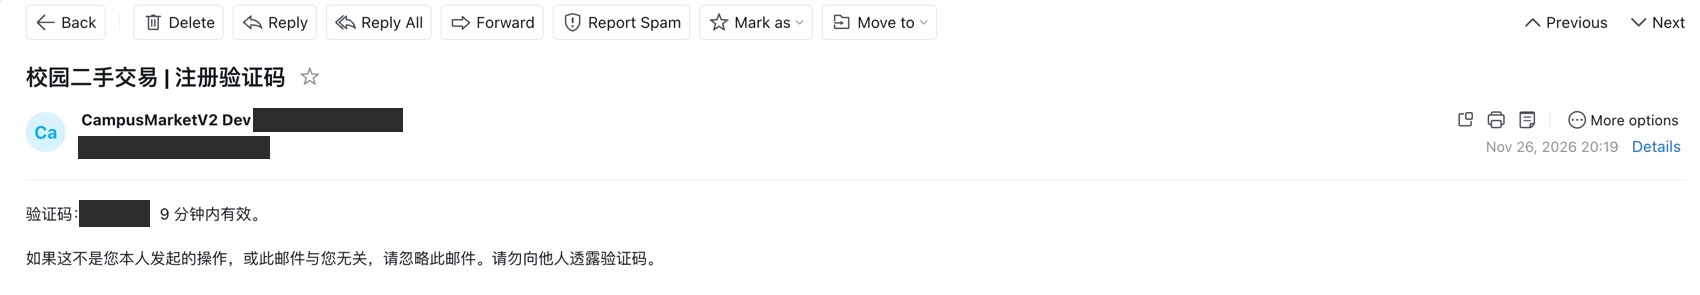 Back Delete Reply Reply All Forward Report Spam Mark as Move to Previous Next
校园二手交易 | 注册验证码
Ca CampusMarketV2 Dev More options
Nov 26, 2026 20:19 Details
验证码: 9 分钟内有效。
如果这不是您本人发起的操作，或此邮件与您无关，请忽略此邮件。请勿向他人透露验证码。